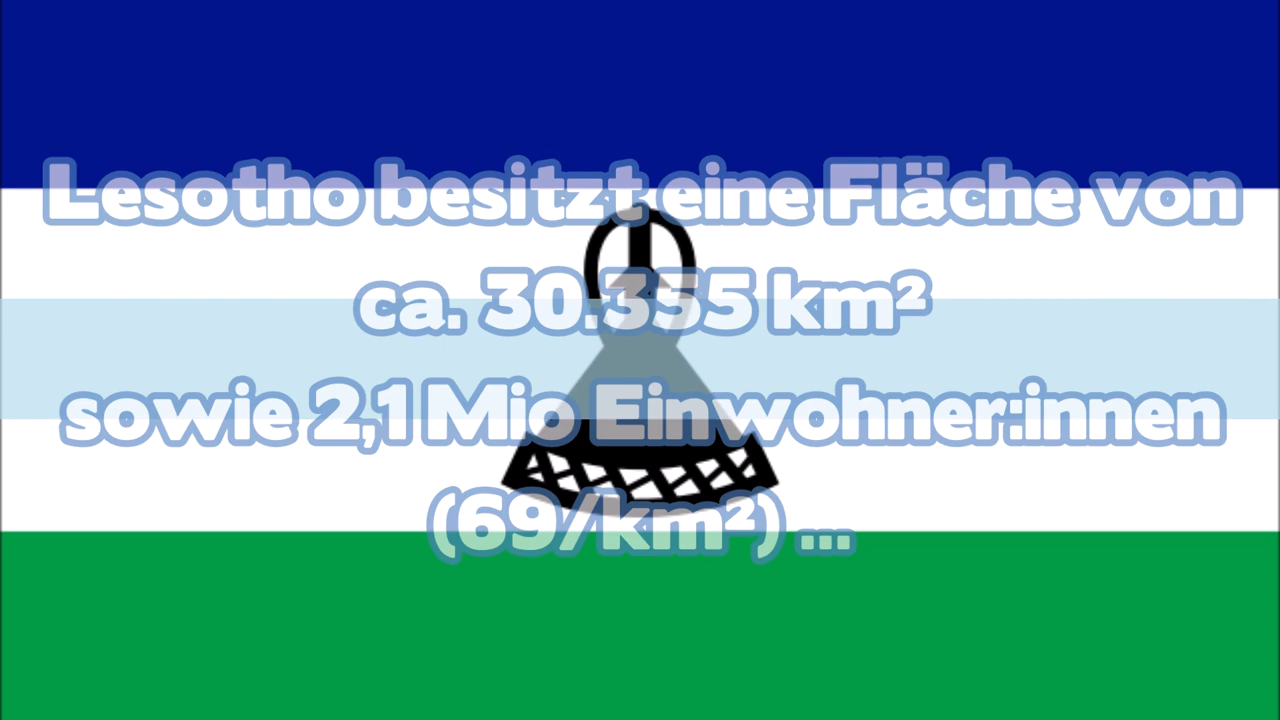 Lesotho besitzt eine Fläche von
ca. 30.355 km²
sowie 2,1 Mio Einwohner:innen
(69/km²) ...